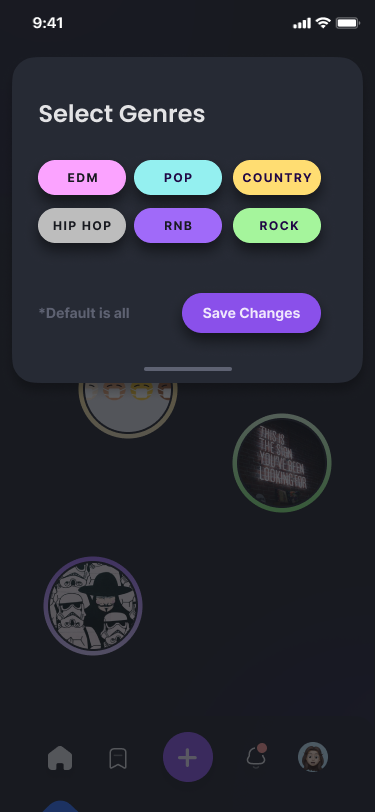 9:41
Select Genres
EDM POP COUNTRY
HIP HOP RNB ROCK
*Default is all Save Changes
THIS IS
THE SIGN
YOU'VE BEEN
LOOKING FOR